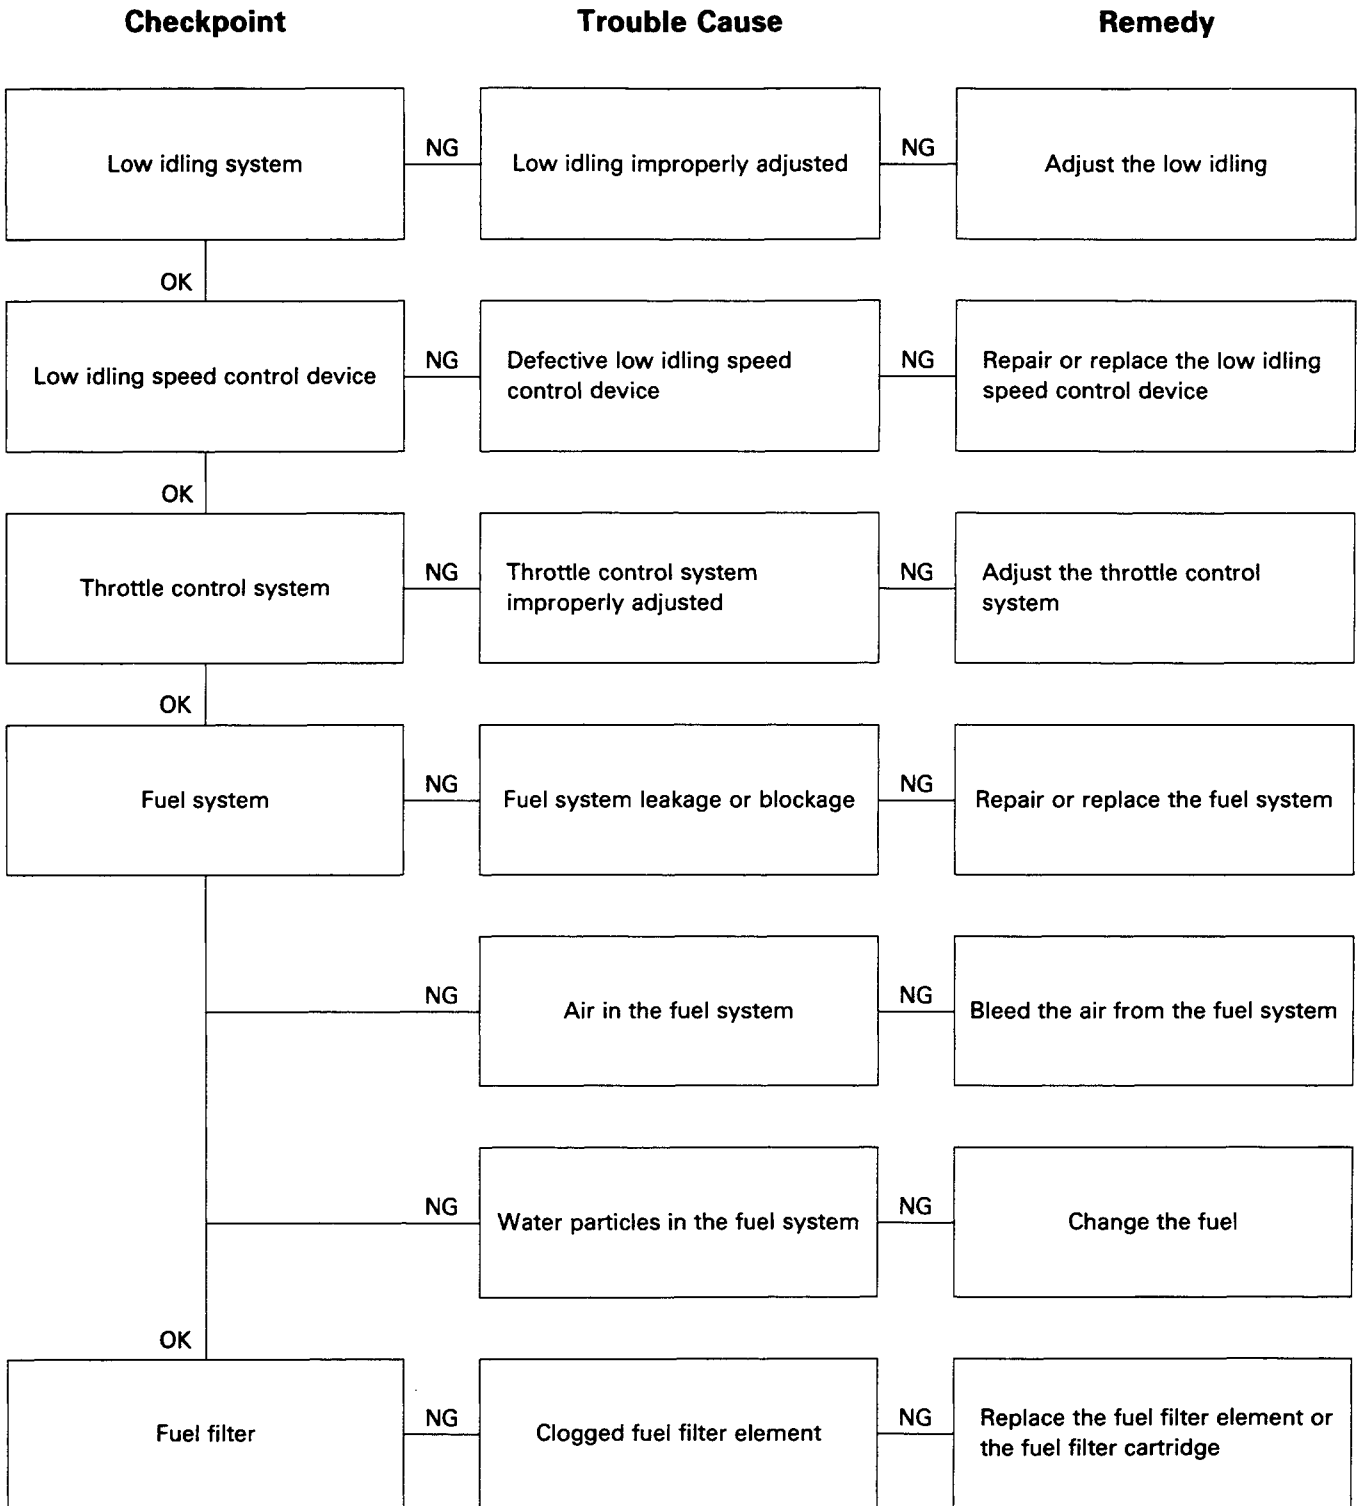 Checkpoint Trouble Cause Remedy
Low idling system NG Low idling improperly adjusted NG Adjust the low idling
OK
Low idling speed control device NG Defective low idling speed
control device NG Repair or replace the low idling
speed control device
OK
Throttle control system NG Throttle control system
improperly adjusted NG Adjust the throttle control
system
OK
Fuel system NG Fuel system leakage or blockage NG Repair or replace the fuel system
NG Air in the fuel system NG Bleed the air from the fuel system
NG Water particles in the fuel system NG Change the fuel
OK
Fuel filter NG Clogged fuel filter element NG Replace the fuel filter element or
the fuel filter cartridge